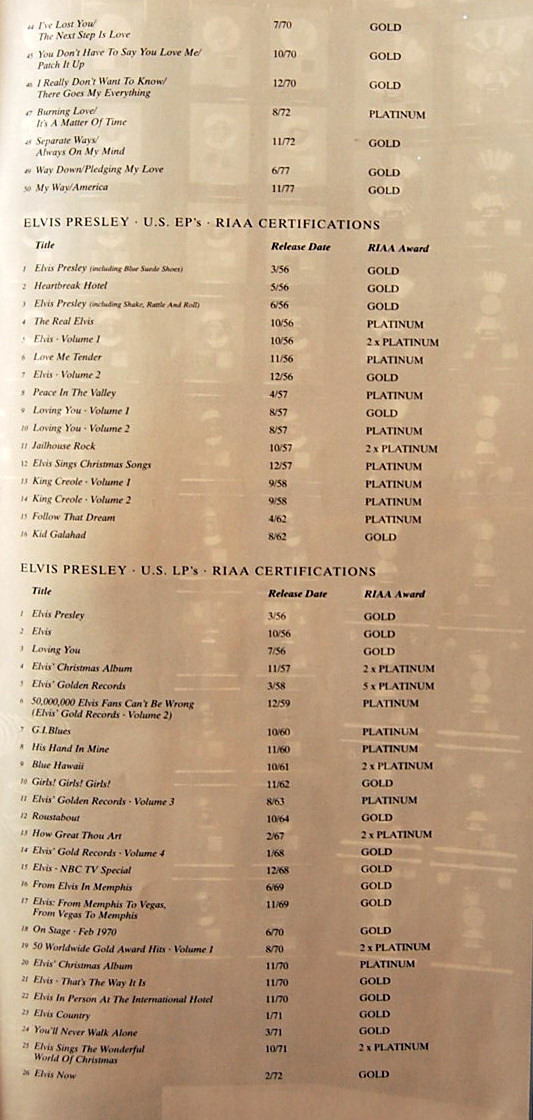 44 I've Lost You/ 7/70 GOLD
The Next Step Is Love
45 You Don't Have To Say You Love Me/ 10/70 GOLD
Patch It Up
46 I Really Don't Want To Know/ 12/70 GOLD
There Goes My Everything
47 Burning Love/ 8/72 PLATINUM
It's A Matter Of Time
48 Separate Ways/ 11/72 GOLD
Always On My Mind
49 Way Down/Pledging My Love 6/77 GOLD
50 My Way/America 11/77 GOLD
ELVIS PRESLEY · U.S. EP's · RIAA CERTIFICATIONS
Title Release Date RIAA Award
1 Elvis Presley (including Blue Suede Shoes) 3/56 GOLD
2 Heartbreak Hotel 5/56 GOLD
3 Elvis Presley (including Shake, Rattle And Roll) 6/56 GOLD
4 The Real Elvis 10/56 PLATINUM
5 Elvis · Volume 1 10/56 2 x PLATINUM
6 Love Me Tender 11/56 PLATINUM
7 Elvis · Volume 2 12/56 GOLD
8 Peace In The Valley 4/57 PLATINUM
9 Loving You · Volume 1 8/57 GOLD
10 Loving You · Volume 2 8/57 PLATINUM
11 Jailhouse Rock 10/57 2 x PLATINUM
12 Elvis Sings Christmas Songs 12/57 PLATINUM
13 King Creole · Volume 1 9/58 PLATINUM
14 King Creole · Volume 2 9/58 PLATINUM
15 Follow That Dream 4/62 PLATINUM
16 Kid Galahad 8/62 GOLD
ELVIS PRESLEY · U.S. LP's · RIAA CERTIFICATIONS
Title Release Date RIAA Award
1 Elvis Presley 3/56 GOLD
2 Elvis 10/56 GOLD
3 Loving You 7/56 GOLD
4 Elvis' Christmas Album 11/57 2 x PLATINUM
5 Elvis' Golden Records 3/58 5 x PLATINUM
6 50,000,000 Elvis Fans Can't Be Wrong 12/59 PLATINUM
(Elvis' Gold Records · Volume 2)
7 G.I.Blues 10/60 PLATINUM
8 His Hand In Mine 11/60 PLATINUM
9 Blue Hawaii 10/61 2 x PLATINUM
10 Girls! Girls! Girls! 11/62 GOLD
11 Elvis' Golden Records · Volume 3 8/63 PLATINUM
12 Roustabout 10/64 GOLD
13 How Great Thou Art 2/67 2 x PLATINUM
14 Elvis' Gold Records · Volume 4 1/68 GOLD
15 Elvis · NBC TV Special 12/68 GOLD
16 From Elvis In Memphis 6/69 GOLD
17 Elvis: From Memphis To Vegas, 11/69 GOLD
From Vegas To Memphis
18 On Stage · Feb 1970 6/70 GOLD
19 50 Worldwide Gold Award Hits · Volume 1 8/70 2 x PLATINUM
20 Elvis' Christmas Album 11/70 PLATINUM
21 Elvis · That's The Way It Is 11/70 GOLD
22 Elvis In Person At The International Hotel 11/70 GOLD
23 Elvis Country 1/71 GOLD
24 You'll Never Walk Alone 3/71 GOLD
25 Elvis Sings The Wonderful 10/71 2 x PLATINUM
World Of Christmas
26 Elvis Now 2/72 GOLD